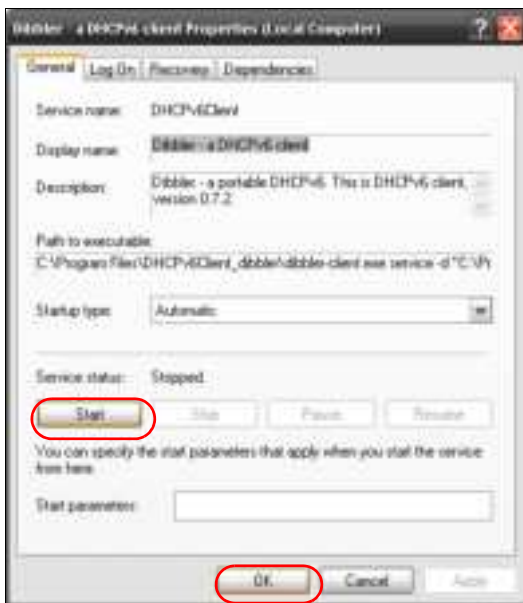 Dibbler - a DHCPv6 client Properties (Local Computer)
General Log On Recovery Dependencies
Service name: DHCPv6Client
Display name: Dibbler - a DHCPv6 client
Description: Dibbler - a portable DHCPv6. This is DHCPv6 client,
version 0.7.2
Path to executable:
C:\Program Files\DHCPv6Client_dibbler\dibbler-client.exe service -d "C:\Pr
Startup type: Automatic
Service status: Stopped
Start Stop Pause Resume
You can specify the start parameters that apply when you start the service
from here.
Start parameters:
OK Cancel Apply